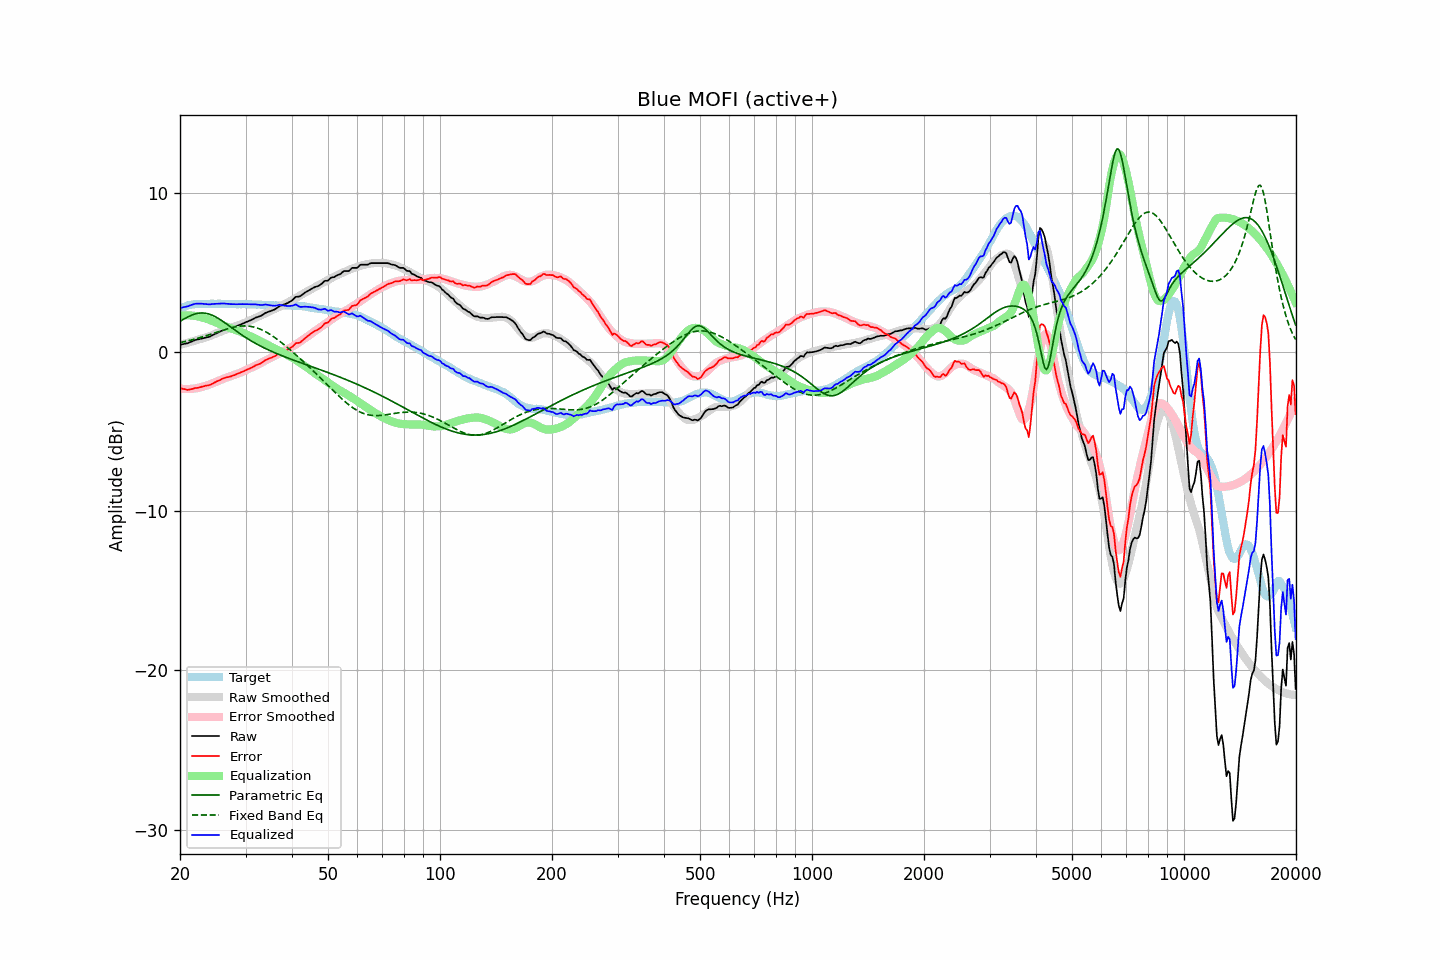 Blue MOFI (active+)
Amplitude (dBr)
10
0
−10
−20
−30
Target
Raw Smoothed
Error Smoothed
Raw
Error
Equalization
Parametric Eq
Fixed Band Eq
Equalized
20 50 100 200 500 1000 2000 5000 10000 20000
Frequency (Hz)